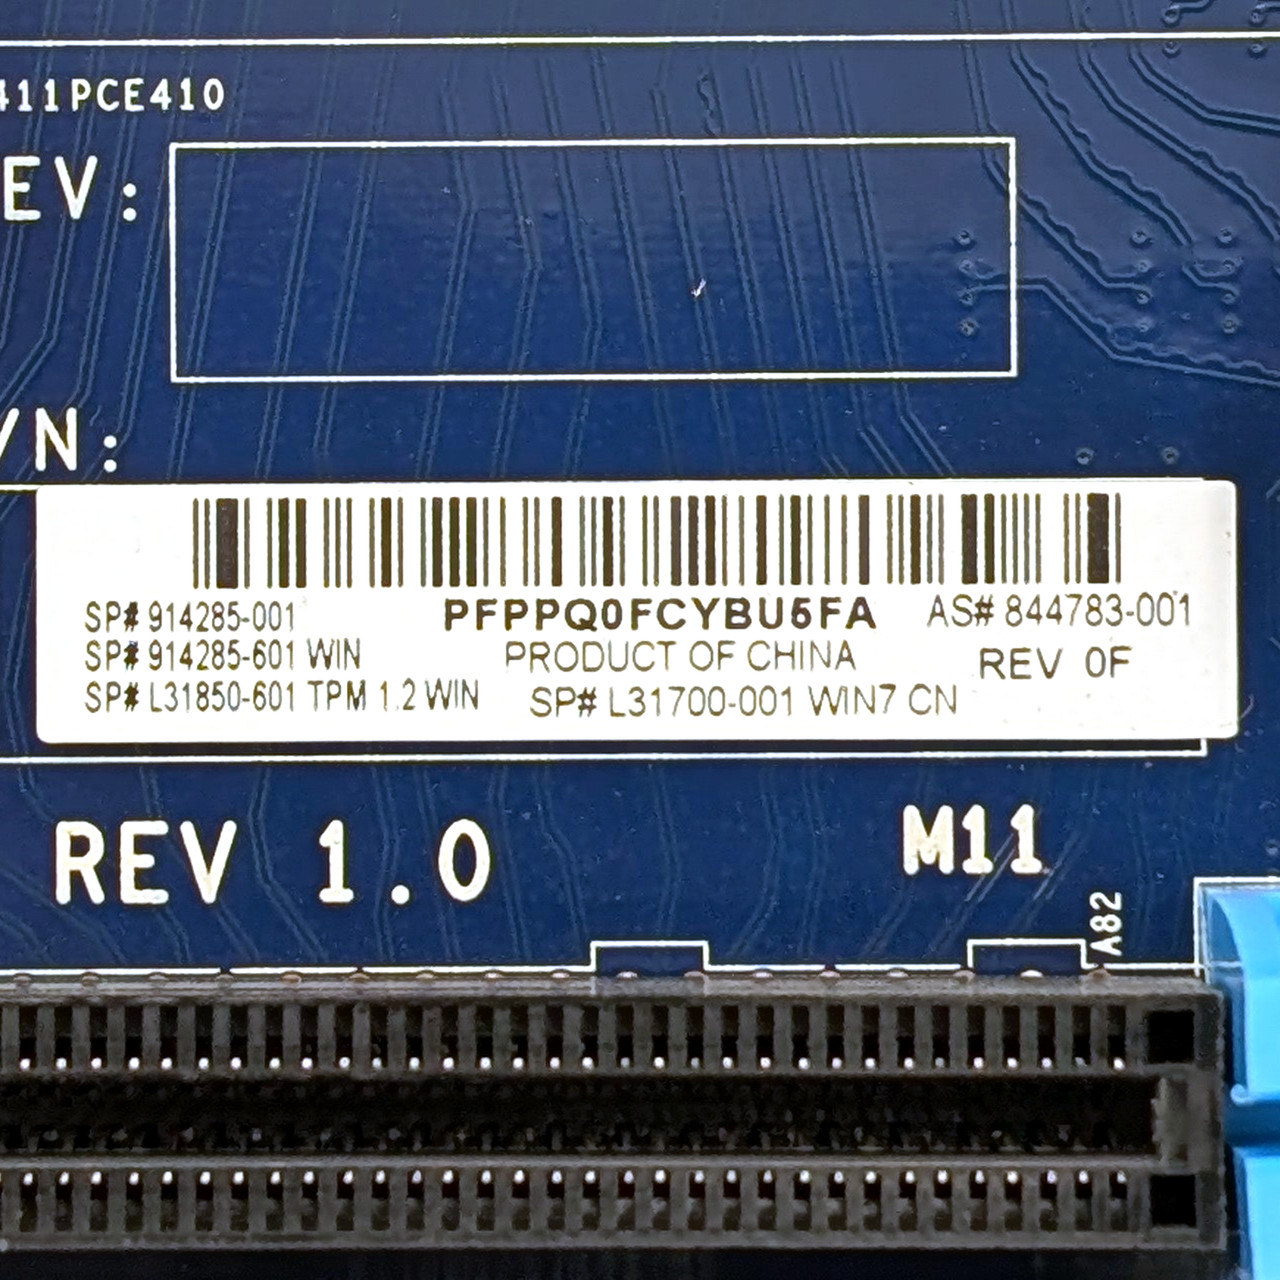 411PCE410
EV:
/N:
PFPPQ0FCYBU5FA
SP# 914285-001
AS# 844783-001
SP# 914285-601 WIN
PRODUCT OF CHINA
REV 0F
SP# L31850-601 TPM 1.2 WIN
SP# L31700-001 WIN7 CN
REV 1.0
M11
A82